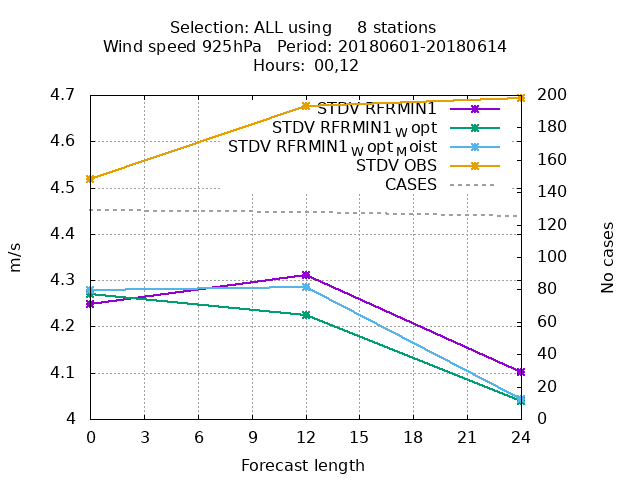 Selection: ALL using     8 stations
Wind speed 925hPa   Period: 20180601-20180614
Hours:  00,12
4.7
4.6
4.5
4.4
4.3
4.2
4.1
4
m/s
STDV RFRMIN1
STDV RFRMIN1_W opt
STDV RFRMIN1_W opt_M oist
STDV OBS
CASES
200
180
160
140
120
100
80
60
40
20
0
No cases
0 3 6 9 12 15 18 21 24
Forecast length